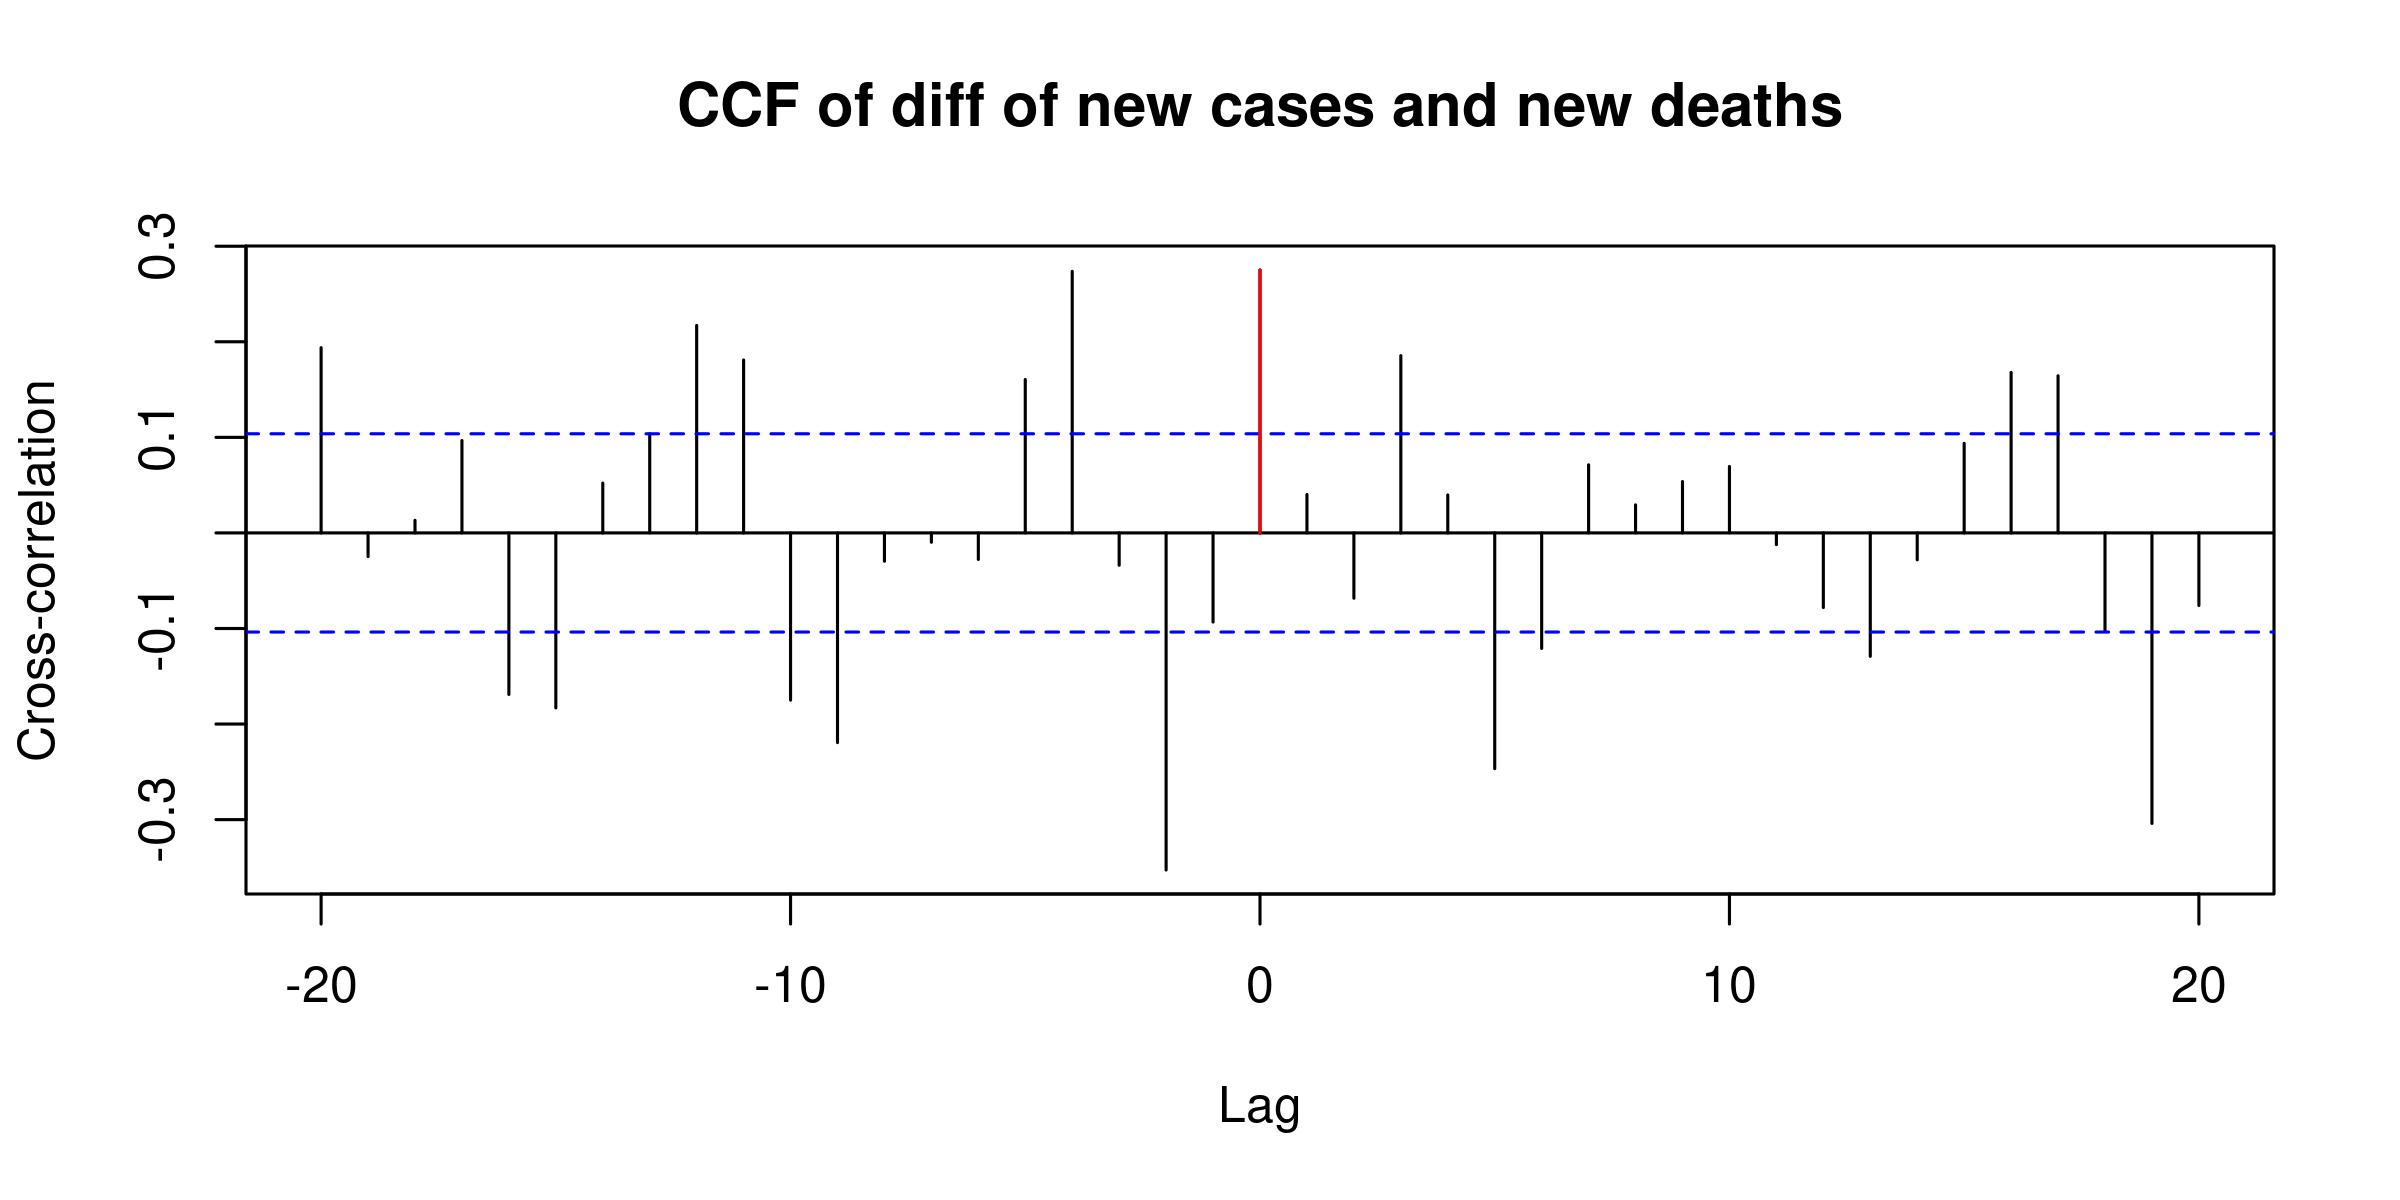 CCF of diff of new cases and new deaths
Cross-correlation
0.3
0.1
-0.1
-0.3
-20 -10 0 10 20
Lag